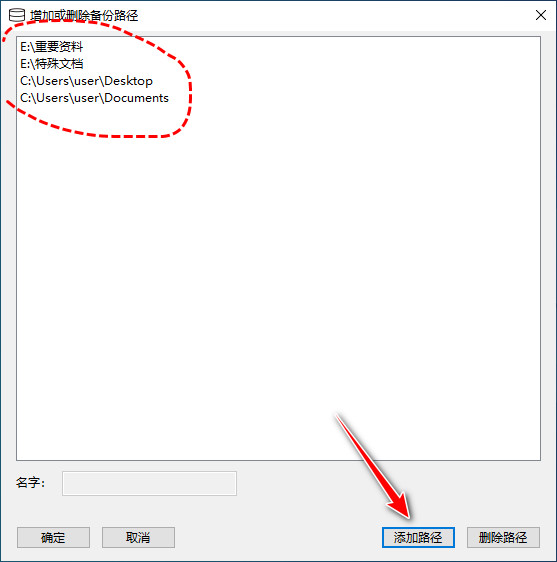 增加或删除备份路径
E:\重要资料
E:\特殊文档
C:\Users\user\Desktop
C:\Users\user\Documents
名字：
确定 取消 添加路径 删除路径